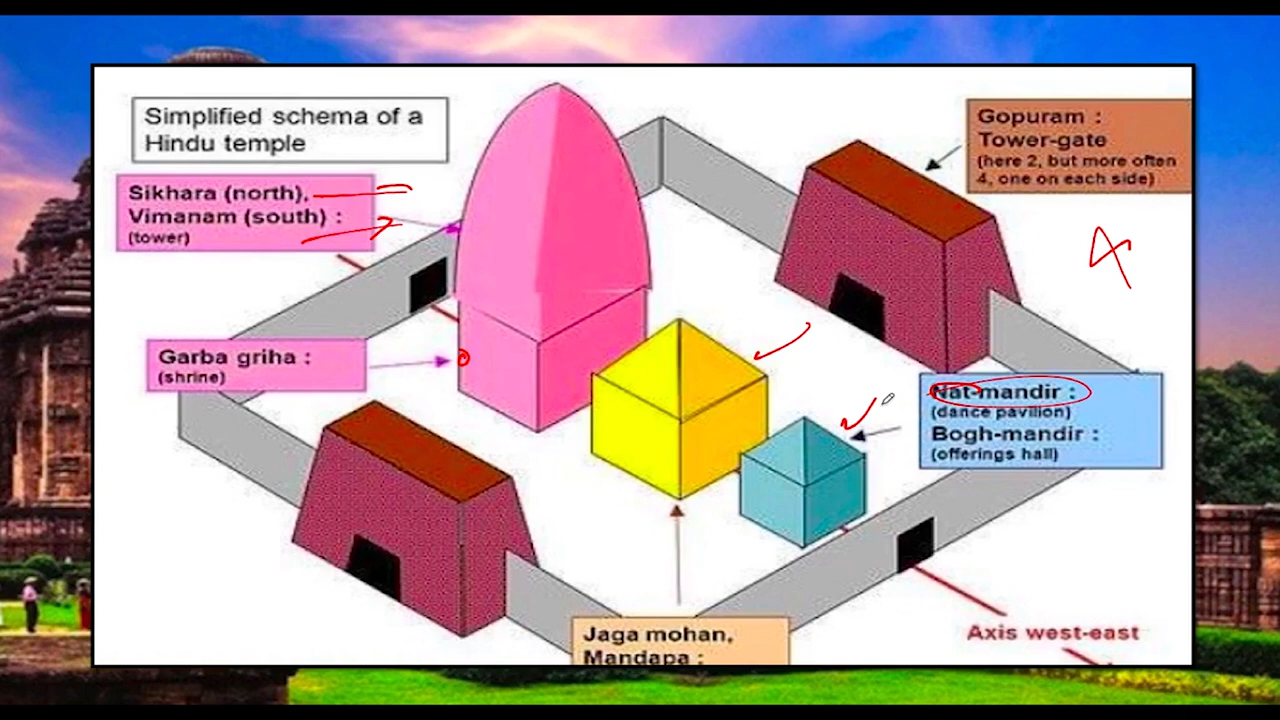 Simplified schema of a
Hindu temple
Sikhara (north),
Vimanam (south) :
(tower)
Garba griha :
(shrine)
Gopuram :
Tower-gate
(here 2, but more often
4, one on each side)
4
Nat-mandir :
(dance pavilion)
Bogh-mandir :
(offerings hall)
Jaga mohan,
Mandapa :
Axis west-east